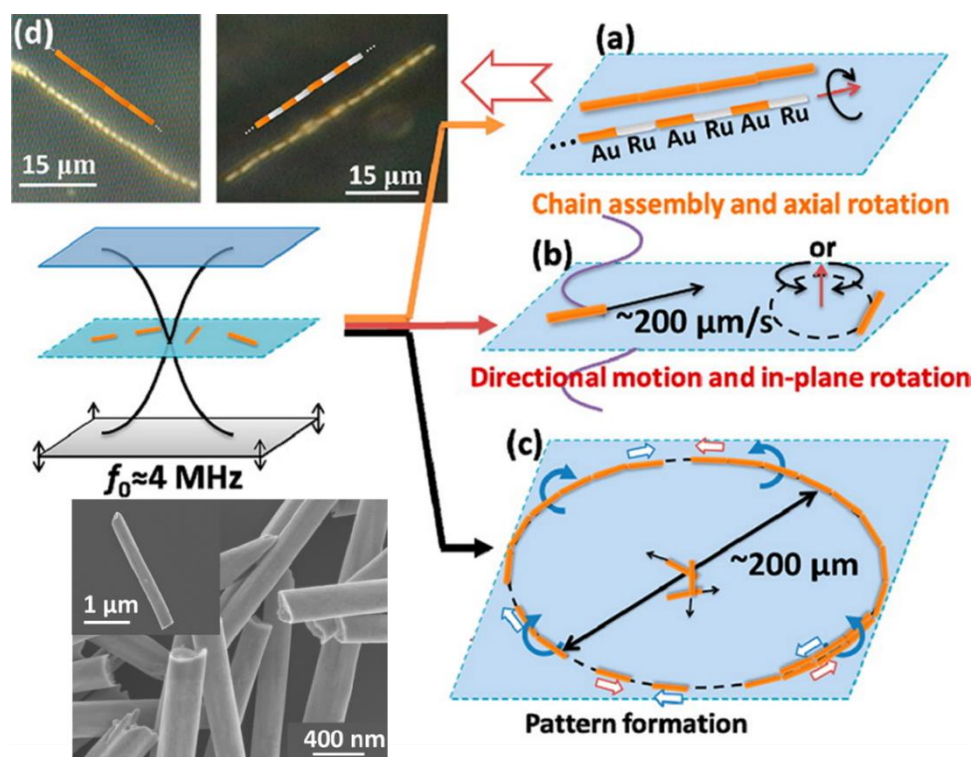 (d)
15 μm
15 μm
(a)
... Au Ru Au Ru Au Ru
Chain assembly and axial rotation
(b)
or
~200 μm/s
Directional motion and in-plane rotation
f₀≈4 MHz
(c)
~200 μm
Pattern formation
1 μm
400 nm